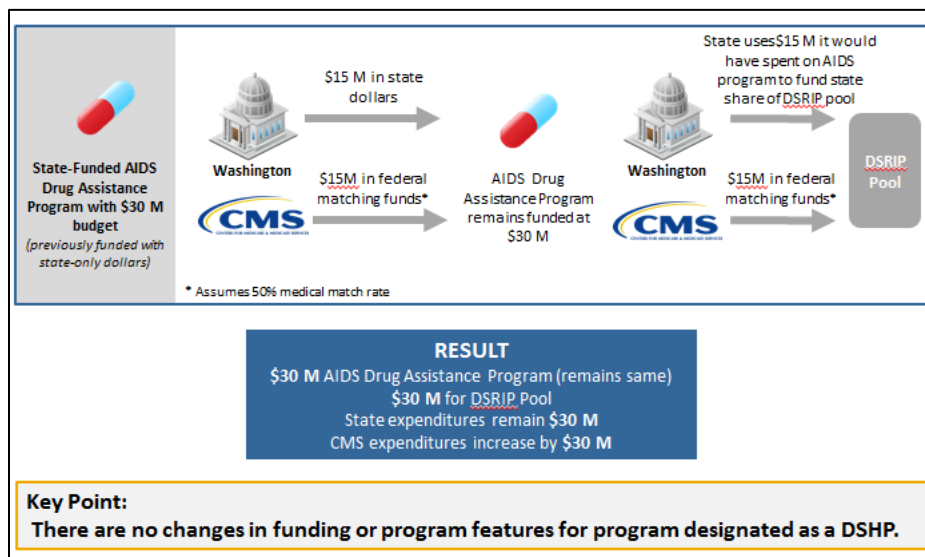 State-Funded AIDS
Drug Assistance
Program with $30 M
budget
(previously funded with
state-only dollars)
$15 M in state
dollars
Washington
$15M in federal
matching funds*
CMS
CENTERS FOR MEDICARE & MEDICAID SERVICES
AIDS Drug
Assistance Program
remains funded at
$30 M
State uses$15 M it would
have spent on AIDS
program to fund state
share of DSRIP pool
Washington
$15M in federal
matching funds*
CMS
CENTERS FOR MEDICARE & MEDICAID SERVICES
DSRIP
Pool
* Assumes 50% medical match rate
RESULT
$30 M AIDS Drug Assistance Program (remains same)
$30 M for DSRIP Pool
State expenditures remain $30 M
CMS expenditures increase by $30 M
Key Point:
There are no changes in funding or program features for program designated as a DSHP.